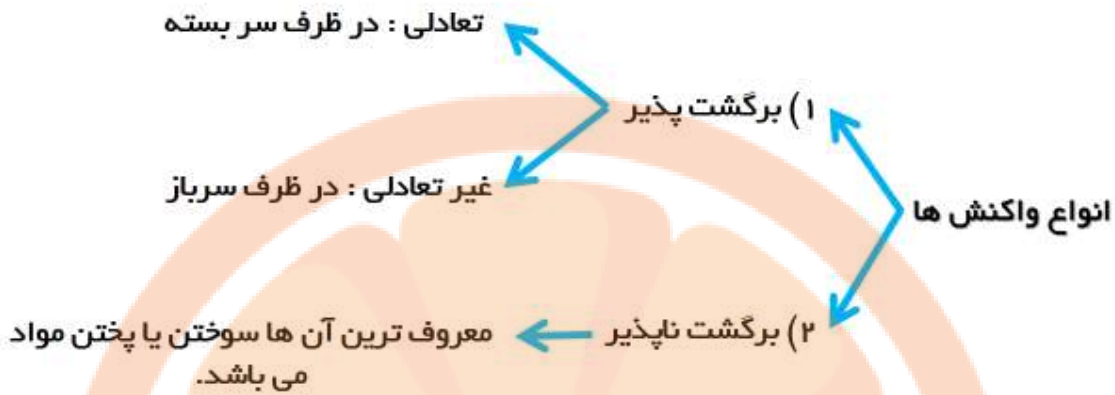 انواع واکنش ها
۱) برگشت پذیر
تعادلی : در ظرف سر بسته
غیر تعادلی : در ظرف سرباز
۲) برگشت ناپذیر
معروف ترین آن ها سوختن یا پختن مواد
می باشد.